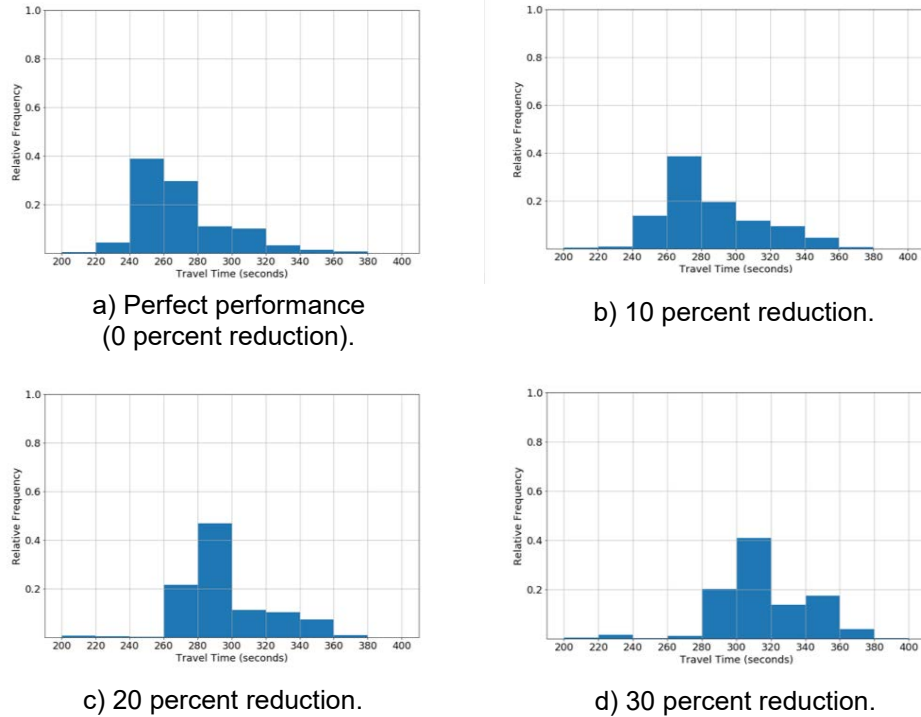 1.0
0.8
0.6
0.4
0.2
Relative Frequency
200 220 240 260 280 300 320 340 360 380 400
Travel Time (seconds)
a) Perfect performance
(0 percent reduction).
1.0
0.8
0.6
0.4
0.2
Relative Frequency
200 220 240 260 280 300 320 340 360 380 400
Travel Time (seconds)
b) 10 percent reduction.
1.0
0.8
0.6
0.4
0.2
Relative Frequency
200 220 240 260 280 300 320 340 360 380 400
Travel Time (seconds)
c) 20 percent reduction.
1.0
0.8
0.6
0.4
0.2
Relative Frequency
200 220 240 260 280 300 320 340 360 380 400
Travel Time (seconds)
d) 30 percent reduction.